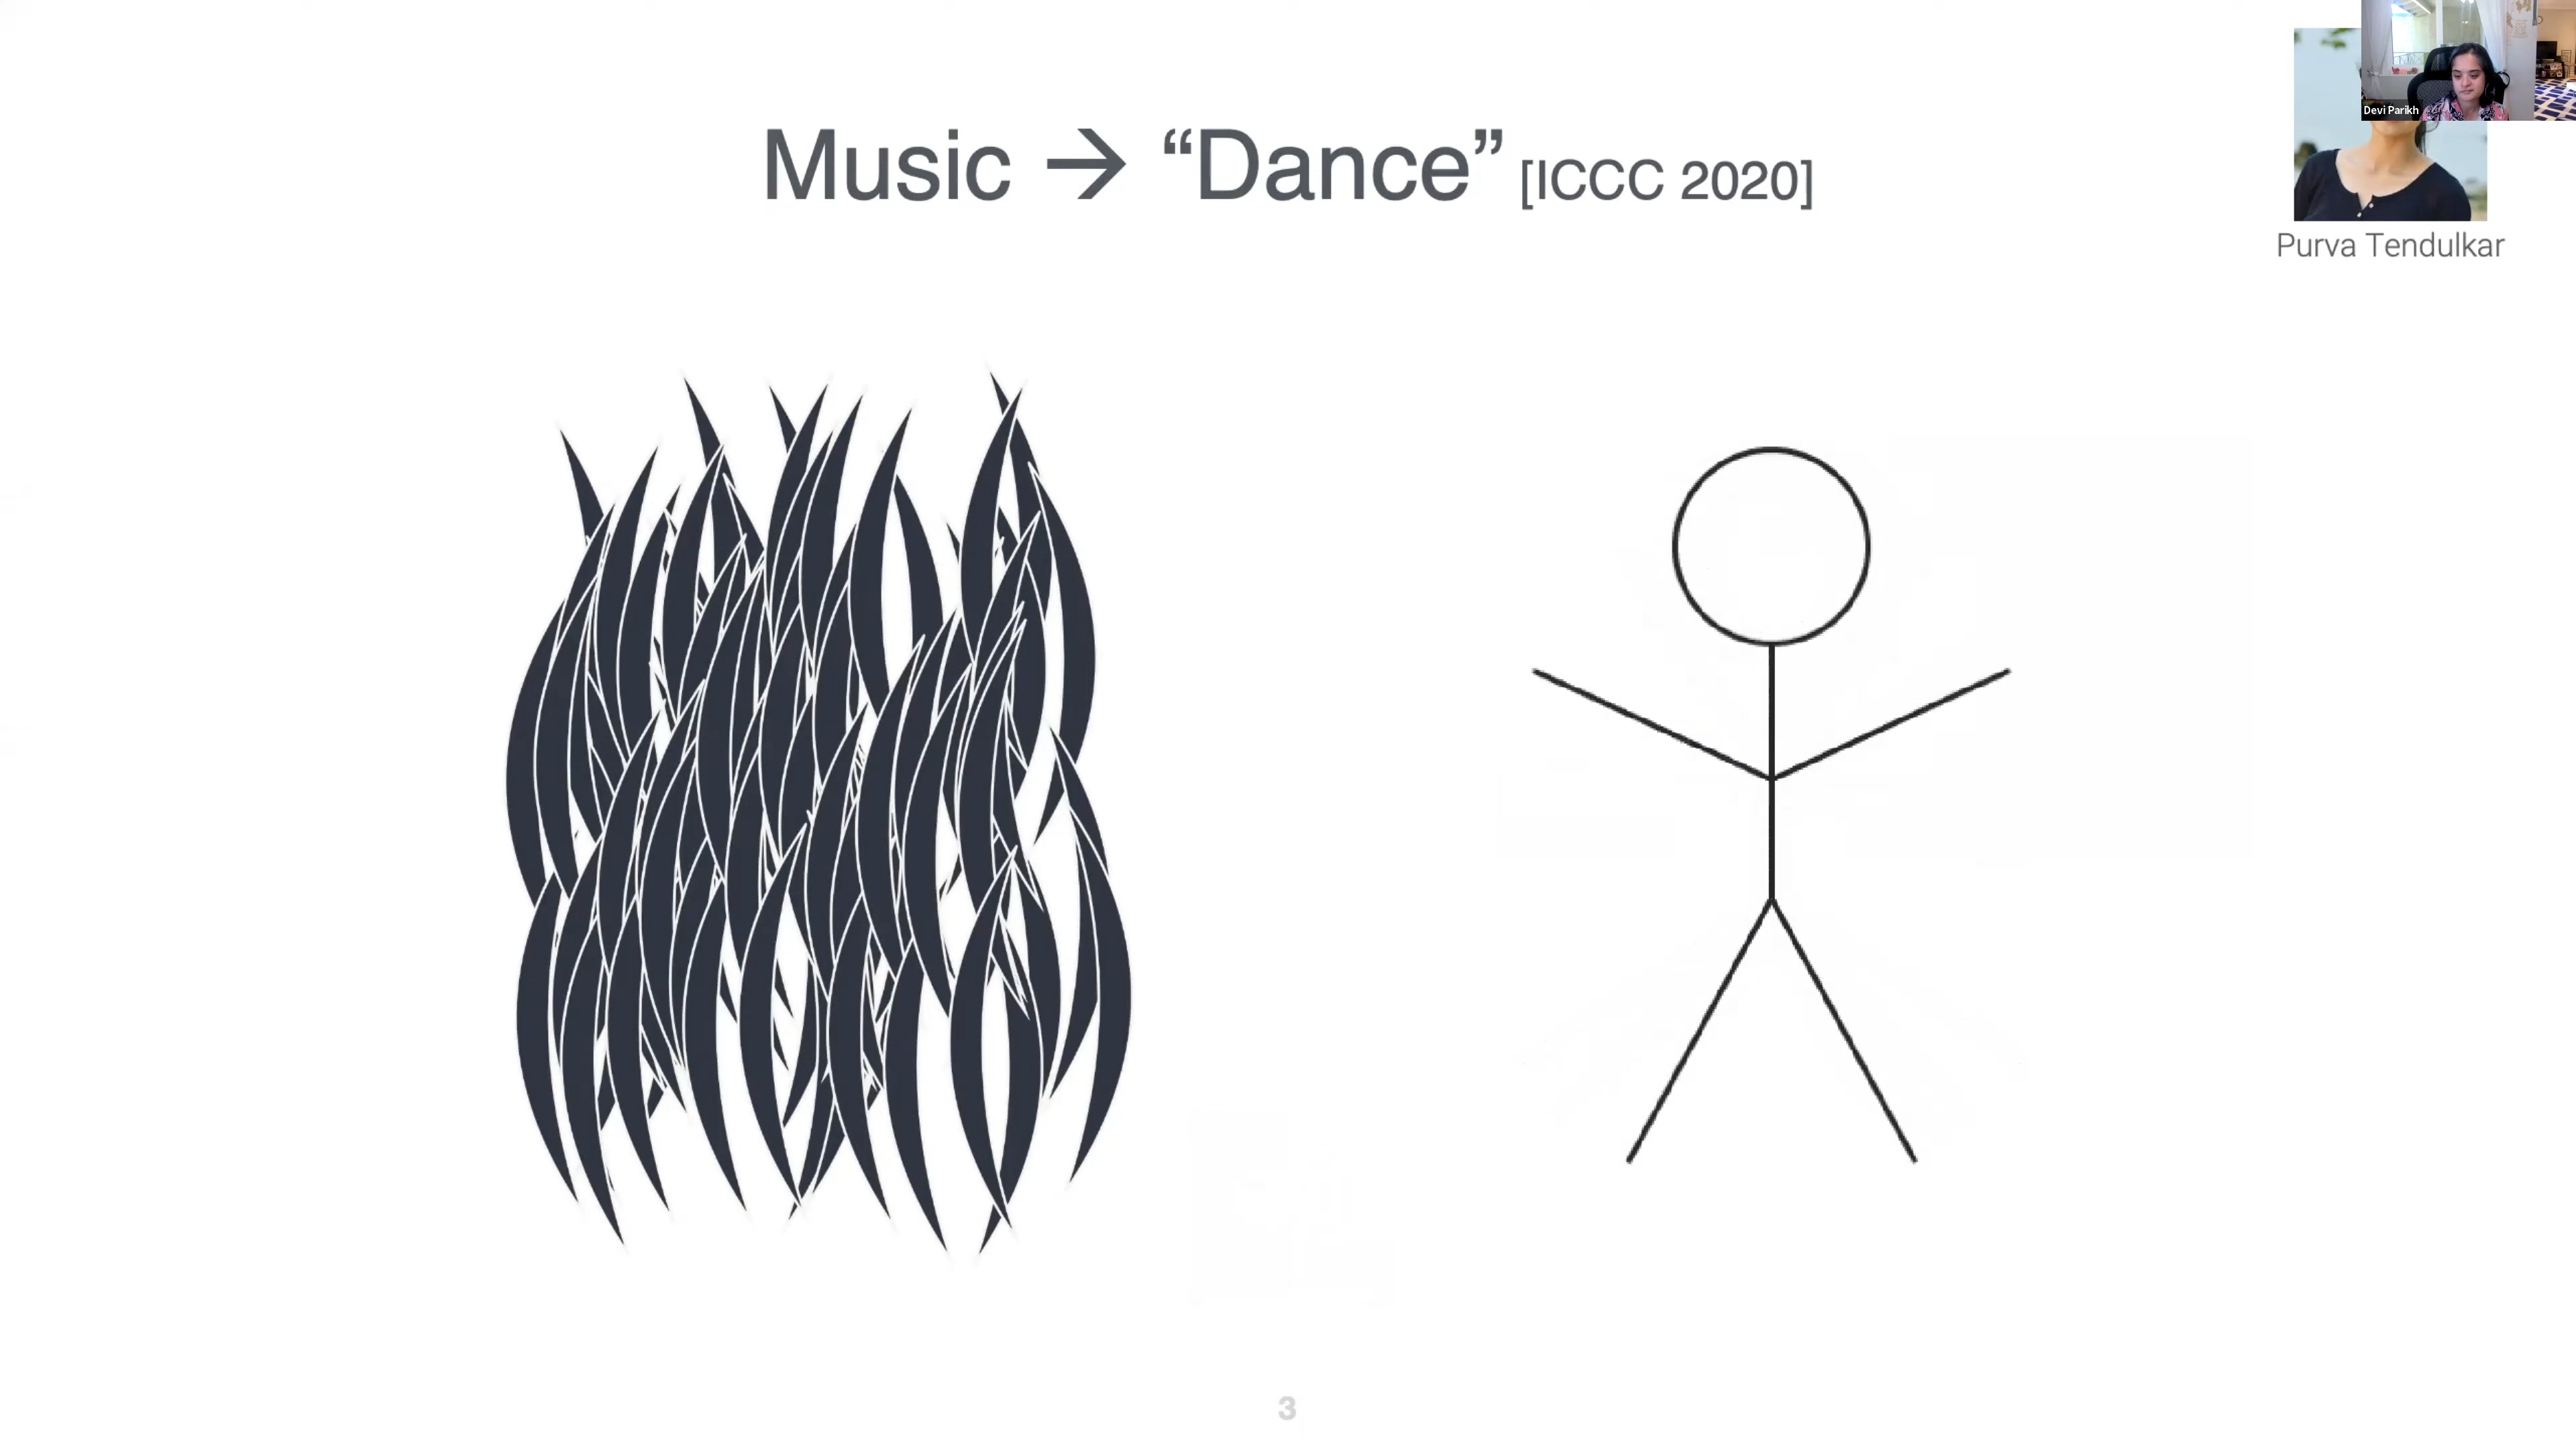 Music → “Dance” [ICCC 2020]
Devi Parikh
Purva Tendulkar
3